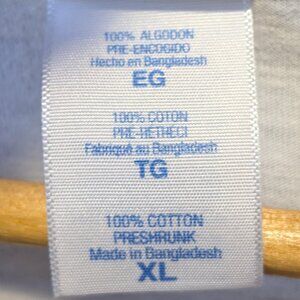 100% ALGODON
PRE-ENCOGIDO
Hecho en Bangladesh
EG
100% COTON
PRE-RETRECI
Fabriqué au Bangladesh
TG
100% COTTON
PRESHRUNK
Made in Bangladesh
XL